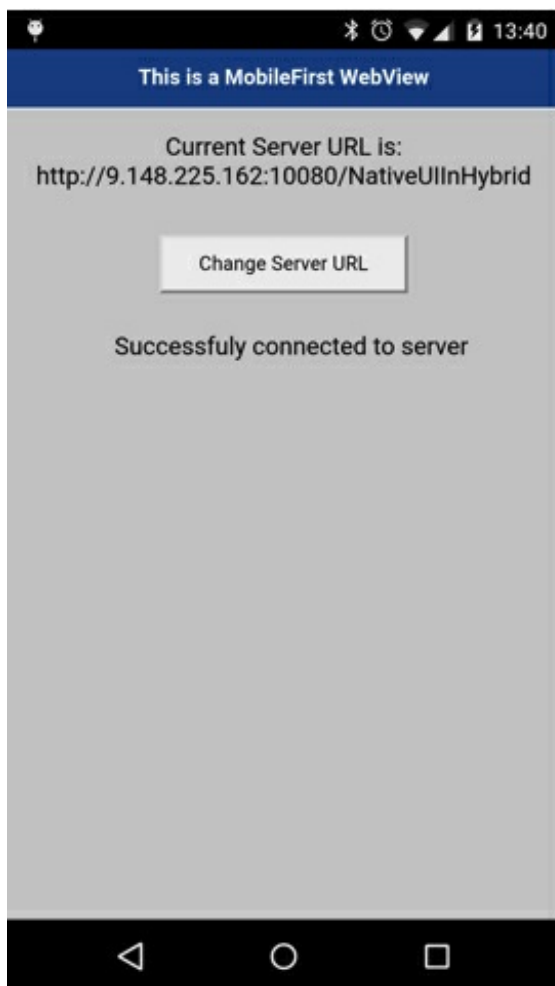 13:40
This is a MobileFirst WebView
Current Server URL is:
http://9.148.225.162:10080/NativeUIInHybrid
Change Server URL
Successfuly connected to server